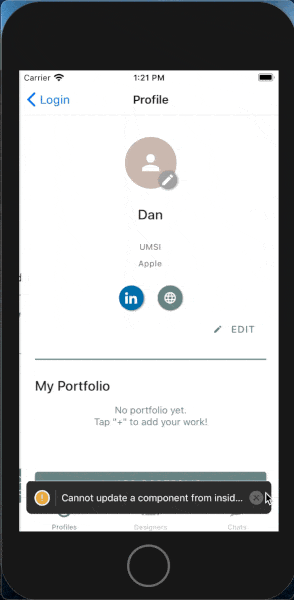 Carrier 1:21 PM
Login Profile
Dan
UMSI
Apple
in
EDIT
My Portfolio
No portfolio yet.
Tap "+" to add your work!
Cannot update a component from insid...
Profiles Designers Chats